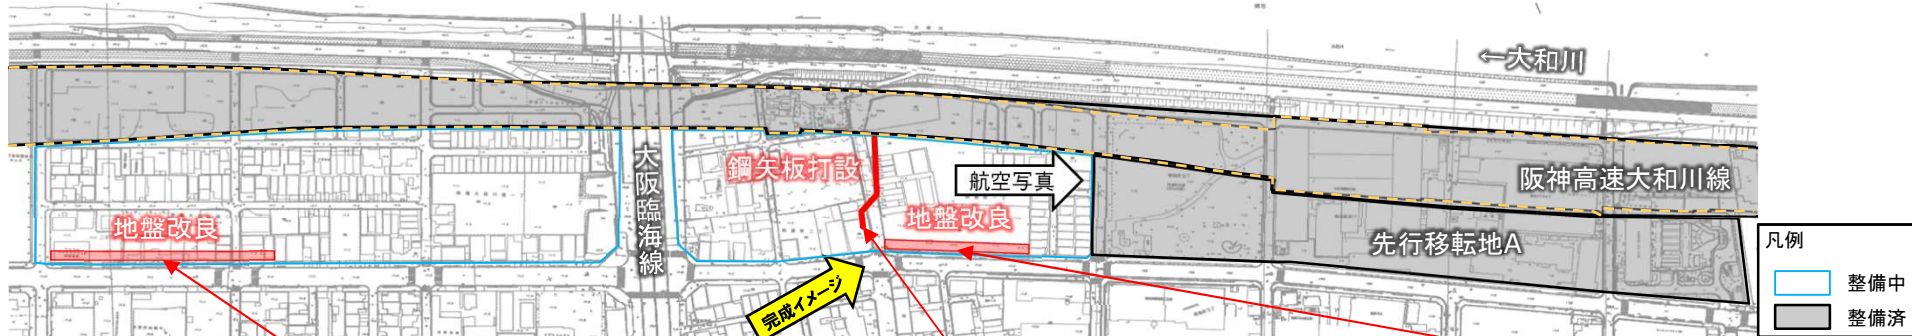 ←大和川
鋼矢板打設
大阪臨海線
航空写真
阪神高速大和川線
地盤改良
地盤改良
先行移転地A
完成イメージ
凡例
整備中
整備済